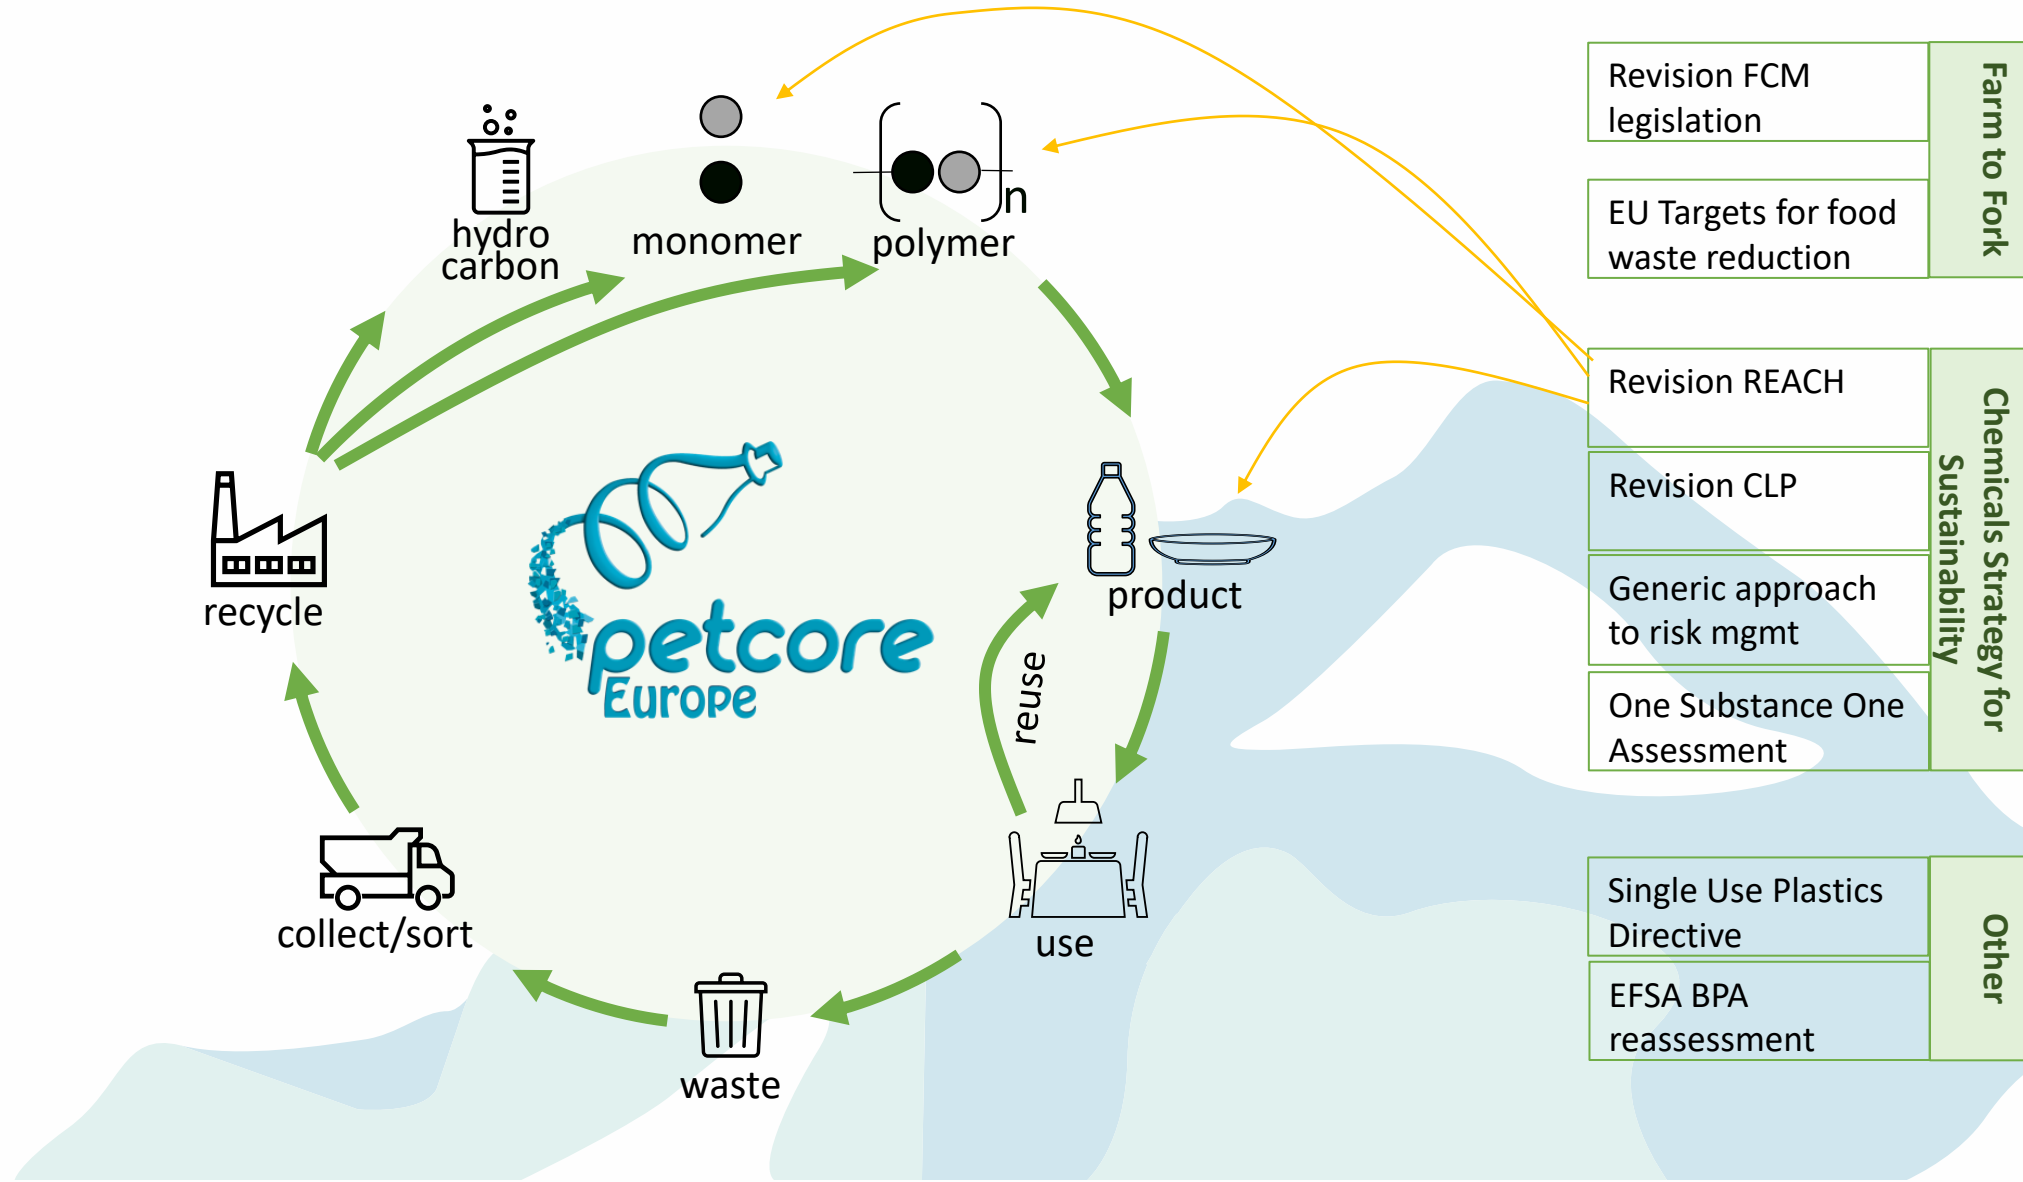 hydro
carbon
monomer
n
polymer
recycle
petcore
Europe
product
reuse
collect/sort
use
waste
Revision FCM
legislation
EU Targets for food
waste reduction
Farm to Fork
Revision REACH
Revision CLP
Generic approach
to risk mgmt
One Substance One
Assessment
Chemicals Strategy for
Sustainability
Single Use Plastics
Directive
EFSA BPA
reassessment
Other